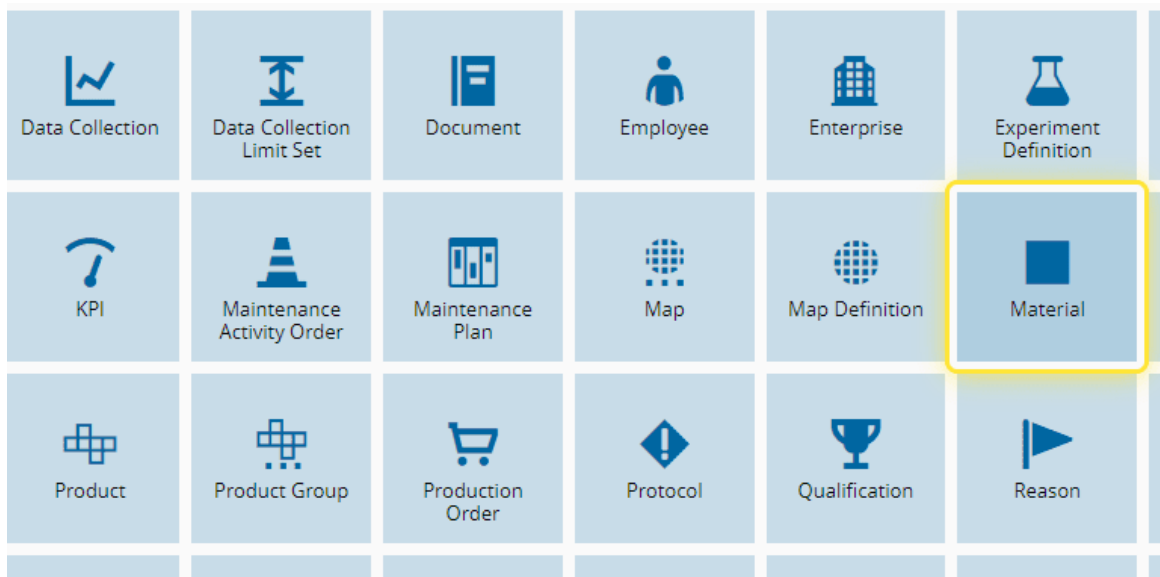 Data Collection
Data Collection
Limit Set
Document
Employee
Enterprise
Experiment
Definition
KPI
Maintenance
Activity Order
Maintenance
Plan
Map
Map Definition
Material
Product
Product Group
Production
Order
Protocol
Qualification
Reason